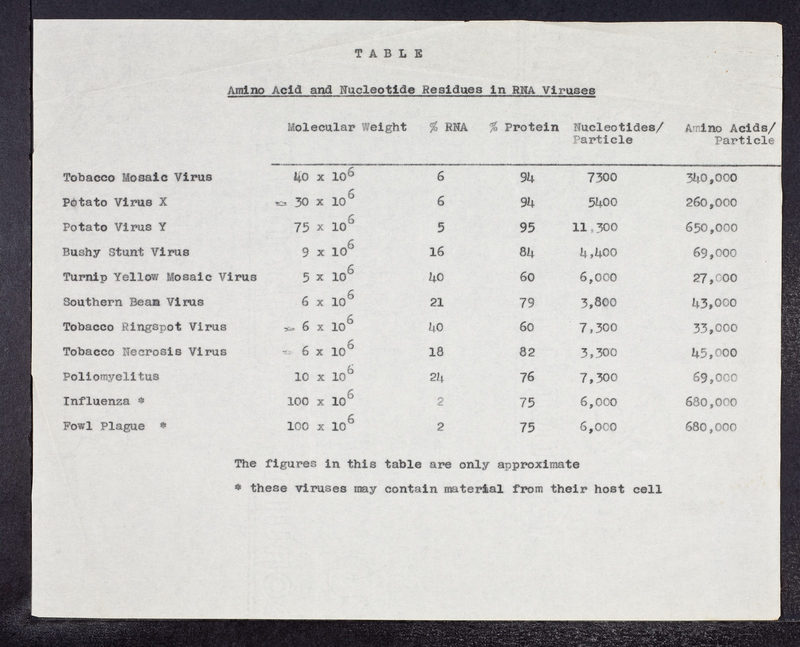 TABLE
Amino Acid and Nucleotide Residues in RNA Viruses
Molecular Weight % RNA % Protein Nucleotides/ Amino Acids/
Particle Particle
Tobacco Mosaic Virus 40 x 10⁶ 6 94 7300 340,000
Potato Virus X ≈ 30 x 10⁶ 6 94 5400 260,000
Potato Virus Y 75 x 10⁶ 5 95 11,300 650,000
Bushy Stunt Virus 9 x 10⁶ 16 84 4,400 69,000
Turnip Yellow Mosaic Virus 5 x 10⁶ 40 60 6,000 27,000
Southern Bean Virus 6 x 10⁶ 21 79 3,800 43,000
Tobacco Ringspot Virus ≈ 6 x 10⁶ 40 60 7,300 33,000
Tobacco Necrosis Virus ≈ 6 x 10⁶ 18 82 3,300 45,000
Poliomyelitus 10 x 10⁶ 24 76 7,300 69,000
Influenza * 100 x 10⁶ 2 75 6,000 680,000
Fowl Plague * 100 x 10⁶ 2 75 6,000 680,000
The figures in this table are only approximate
* these viruses may contain material from their host cell